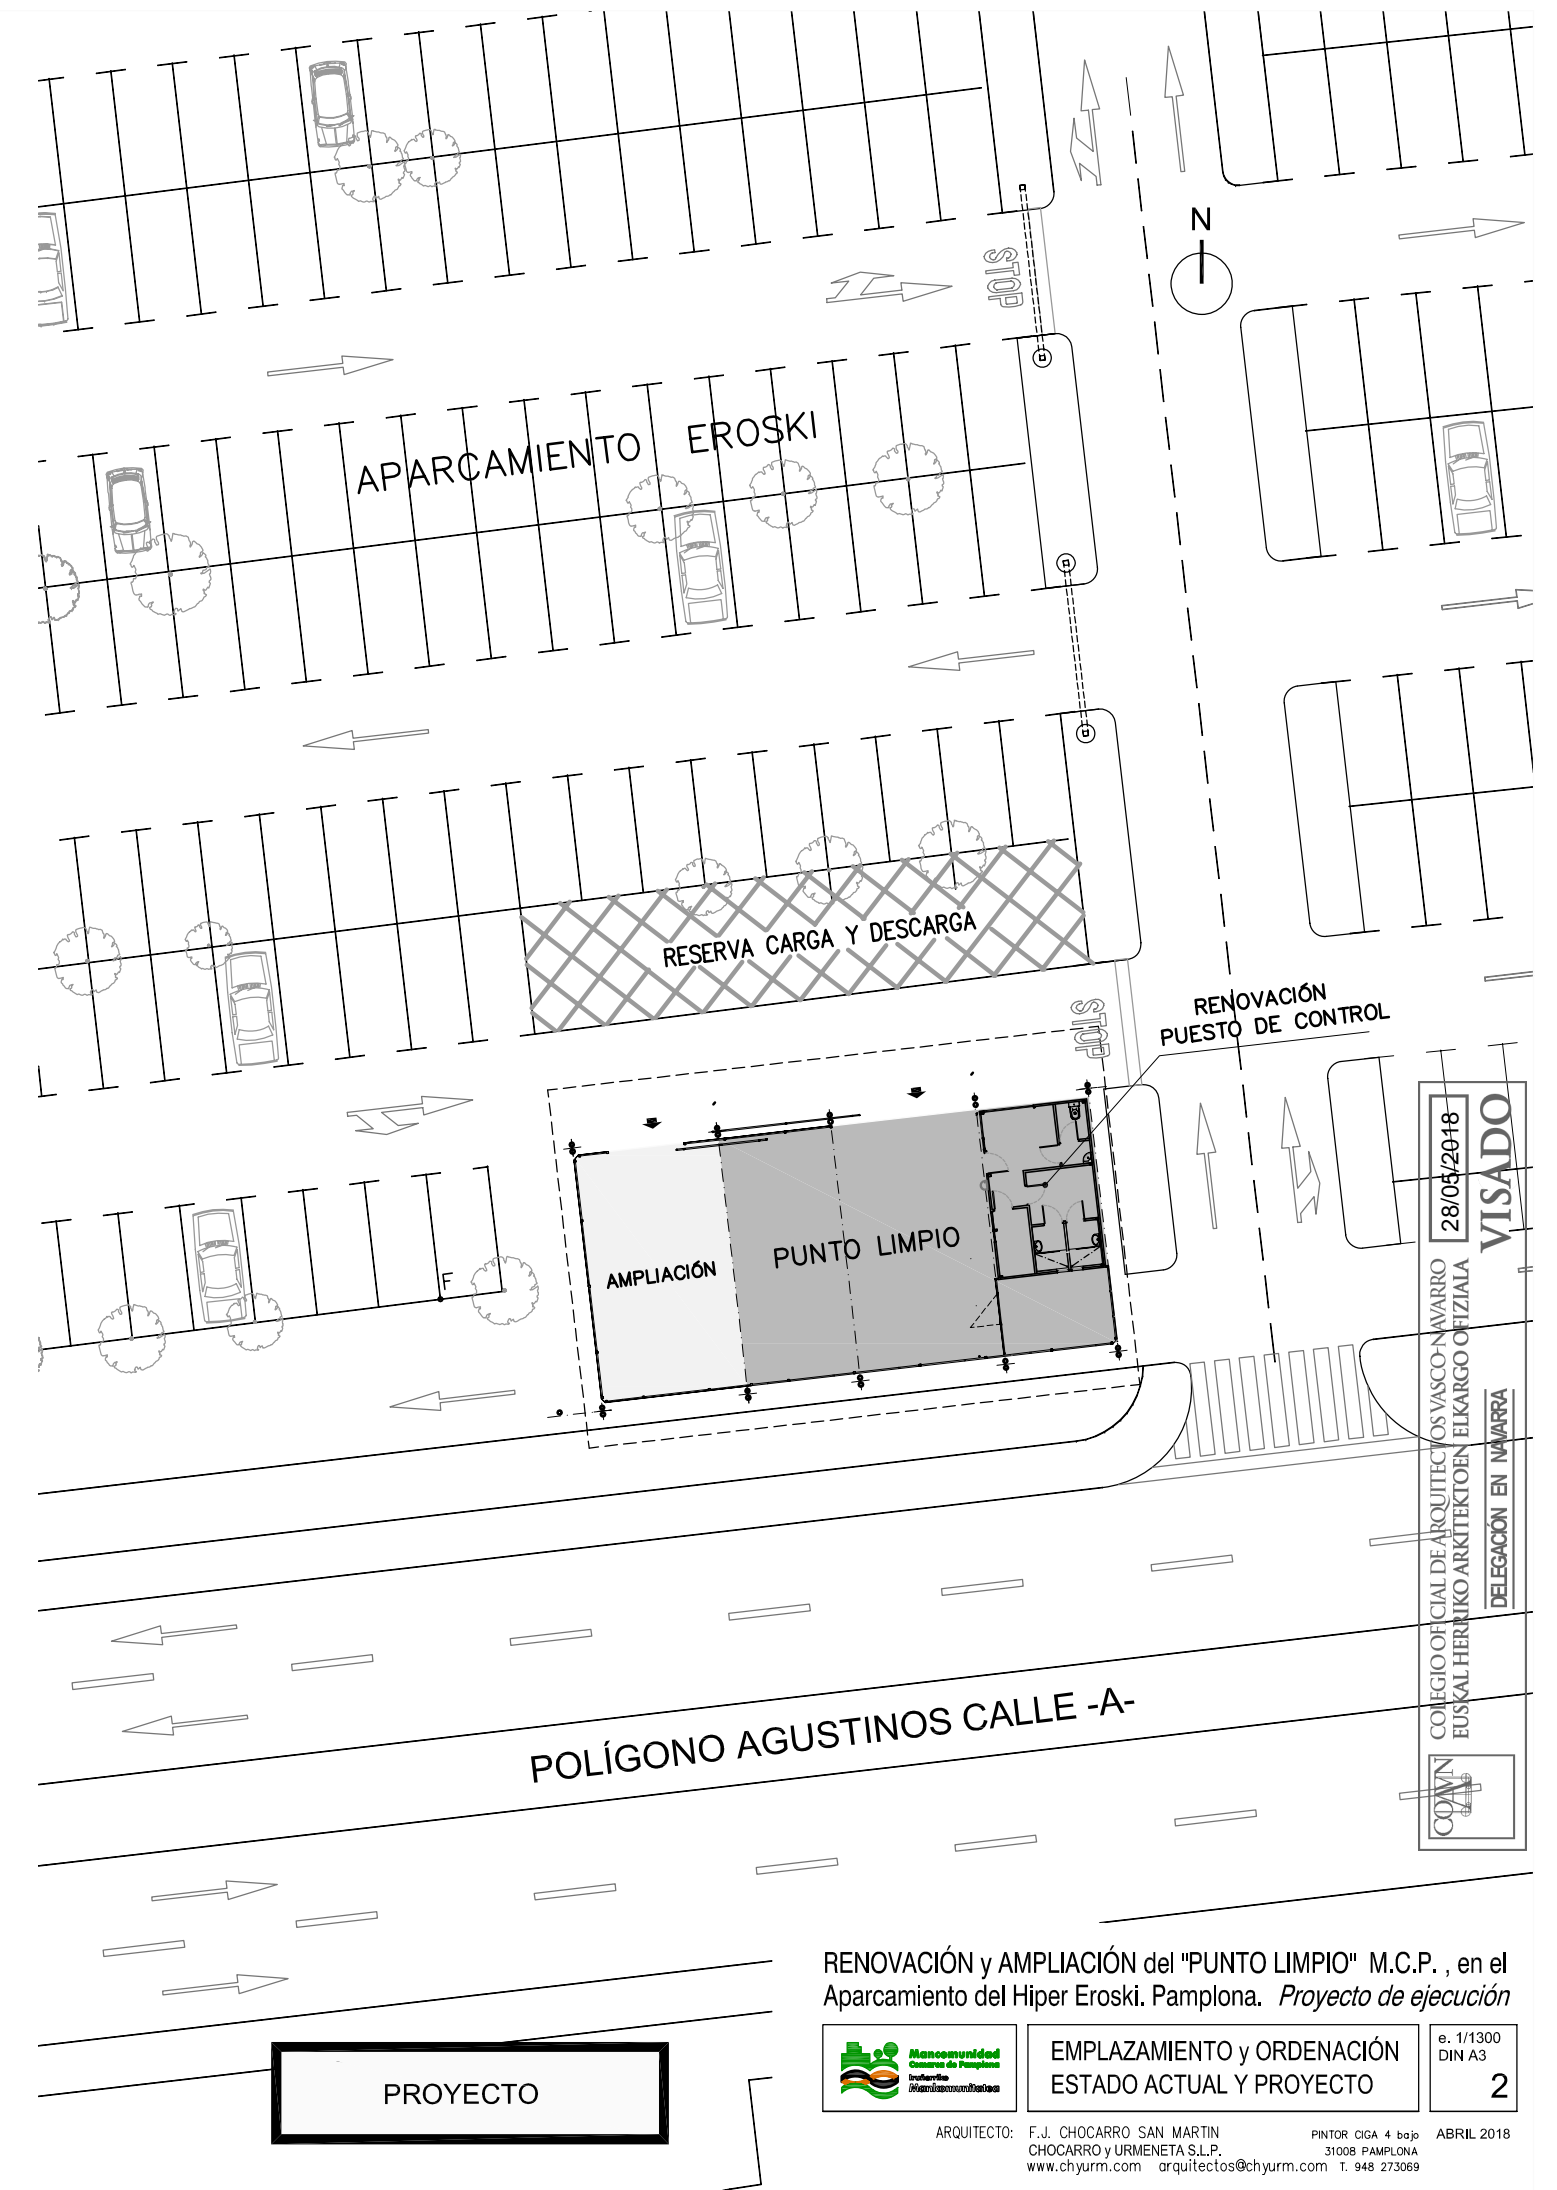 N
STOP
APARCAMIENTO EROSKI
RESERVA CARGA Y DESCARGA
RENOVACIÓN
PUESTO DE CONTROL
STOP
AMPLIACIÓN
PUNTO LIMPIO
F
POLÍGONO AGUSTINOS CALLE -A-
COAVN
COLEGIO OFICIAL DE ARQUITECTOS VASCO-NAVARRO
EUSKAL HERRIKO ARKITEKTOEN ELKARGO OFIZIALA
DELEGACIÓN EN NAVARRA
28/05/2018
VISADO
RENOVACIÓN y AMPLIACIÓN del "PUNTO LIMPIO" M.C.P. , en el
Aparcamiento del Hiper Eroski. Pamplona. Proyecto de ejecución
Mancomunidad
Comarca de Pamplona
Iruñerriko
Mankomunitatea
EMPLAZAMIENTO y ORDENACIÓN
ESTADO ACTUAL Y PROYECTO
e. 1/1300
DIN A3
2
PROYECTO
ARQUITECTO: F.J. CHOCARRO SAN MARTIN
CHOCARRO y URMENETA S.L.P.
www.chyurm.com arquitectos@chyurm.com T. 948 273069
PINTOR CIGA 4 bajo
31008 PAMPLONA
ABRIL 2018